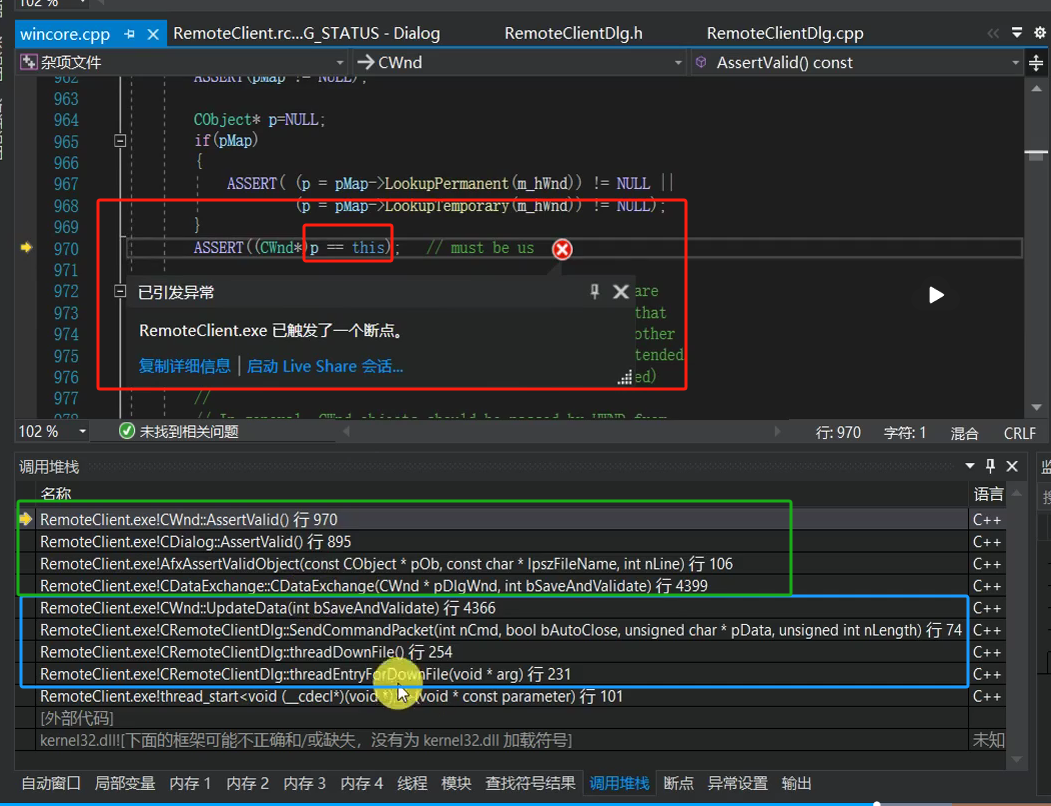 102 %
wincore.cpp
RemoteClient.rc...G_STATUS - Dialog
RemoteClientDlg.h
RemoteClientDlg.cpp
杂项文件
CWnd
AssertValid() const
962 ASSERT(pMap != NULL);
963
964 CObject* p=NULL;
965 if(pMap)
966 {
967 ASSERT( (p = pMap->LookupPermanent(m_hWnd)) != NULL ||
968 (p = pMap->LookupTemporary(m_hWnd)) != NULL);
969 }
970 ASSERT((CWnd*)p == this); // must be us
971
972 are
973 that
974 other
975 tended
976 ed)
977 //
978 // In general, CWnd objects should be passed by HWND from
已引发异常
RemoteClient.exe 已触发了一个断点。
复制详细信息 | 启动 Live Share 会话...
102 %
未找到相关问题
行: 970
字符: 1
混合
CRLF
调用堆栈
名称
语言
RemoteClient.exe!CWnd::AssertValid() 行 970 C++
RemoteClient.exe!CDialog::AssertValid() 行 895 C++
RemoteClient.exe!AfxAssertValidObject(const CObject * pOb, const char * lpszFileName, int nLine) 行 106 C++
RemoteClient.exe!CDataExchange::CDataExchange(CWnd * pDlgWnd, int bSaveAndValidate) 行 4399 C++
RemoteClient.exe!CWnd::UpdateData(int bSaveAndValidate) 行 4366 C++
RemoteClient.exe!CRemoteClientDlg::SendCommandPacket(int nCmd, bool bAutoClose, unsigned char * pData, unsigned int nLength) 行 74 C++
RemoteClient.exe!CRemoteClientDlg::threadDownFile() 行 254 C++
RemoteClient.exe!CRemoteClientDlg::threadEntryForDownFile(void * arg) 行 231 C++
RemoteClient.exe!thread_start<void (__cdecl*)(void *),1>(void * const parameter) 行 101 C++
[外部代码]
kernel32.dll![下面的框架可能不正确和/或缺失，没有为 kernel32.dll 加载符号] 未知
自动窗口 局部变量 内存 1 内存 2 内存 3 内存 4 线程 模块 查找符号结果 调用堆栈 断点 异常设置 输出